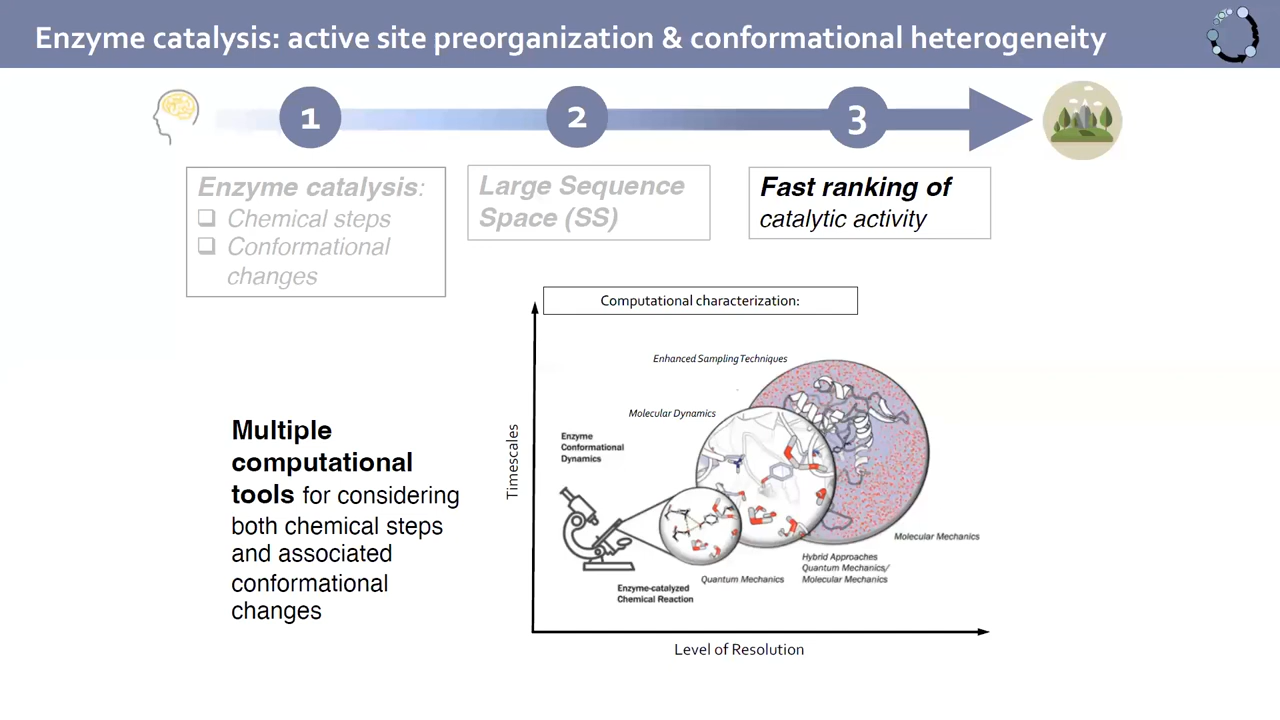 Enzyme catalysis: active site preorganization & conformational heterogeneity
1
2
3
Enzyme catalysis:
❑ Chemical steps
❑ Conformational
changes
Large Sequence
Space (SS)
Fast ranking of
catalytic activity
Computational characterization:
Enhanced Sampling Techniques
Molecular Dynamics
Enzyme
Conformational
Dynamics
Timescales
Multiple
computational
tools for considering
both chemical steps
and associated
conformational
changes
Molecular Mechanics
Hybrid Approaches
Quantum Mechanics/
Molecular Mechanics
Quantum Mechanics
Enzyme-catalyzed
Chemical Reaction
Level of Resolution